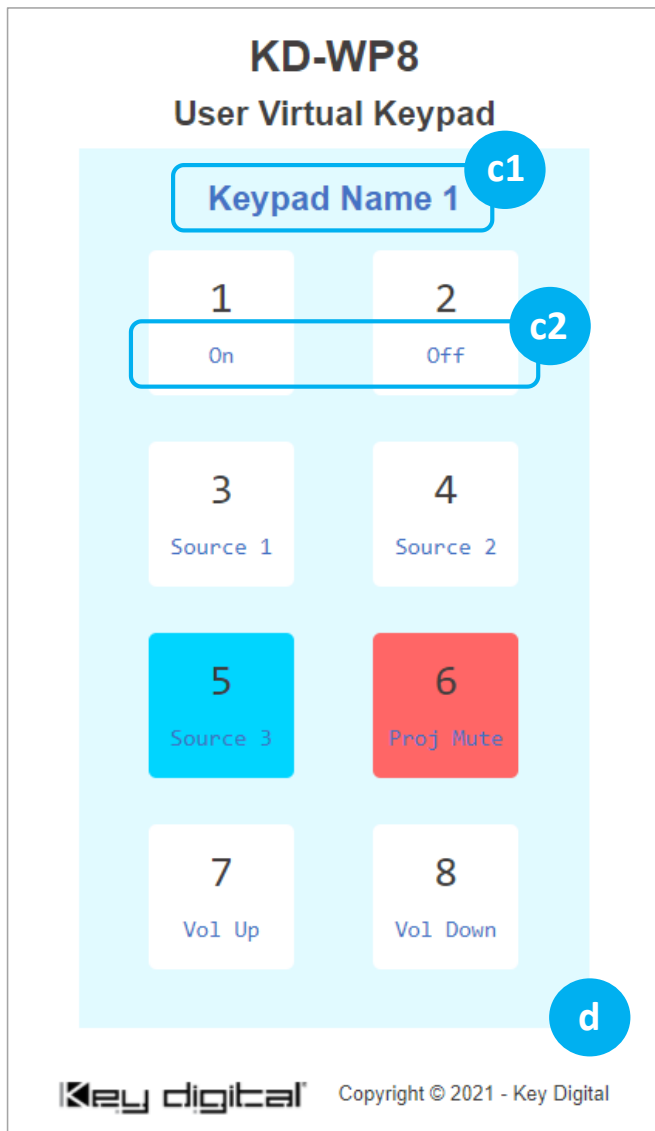 KD-WP8
User Virtual Keypad
c1
Keypad Name 1
1 2
c2
On Off
3 4
Source 1 Source 2
5 6
Source 3 Proj Mute
7 8
Vol Up Vol Down
d
Key digital Copyright © 2021 - Key Digital